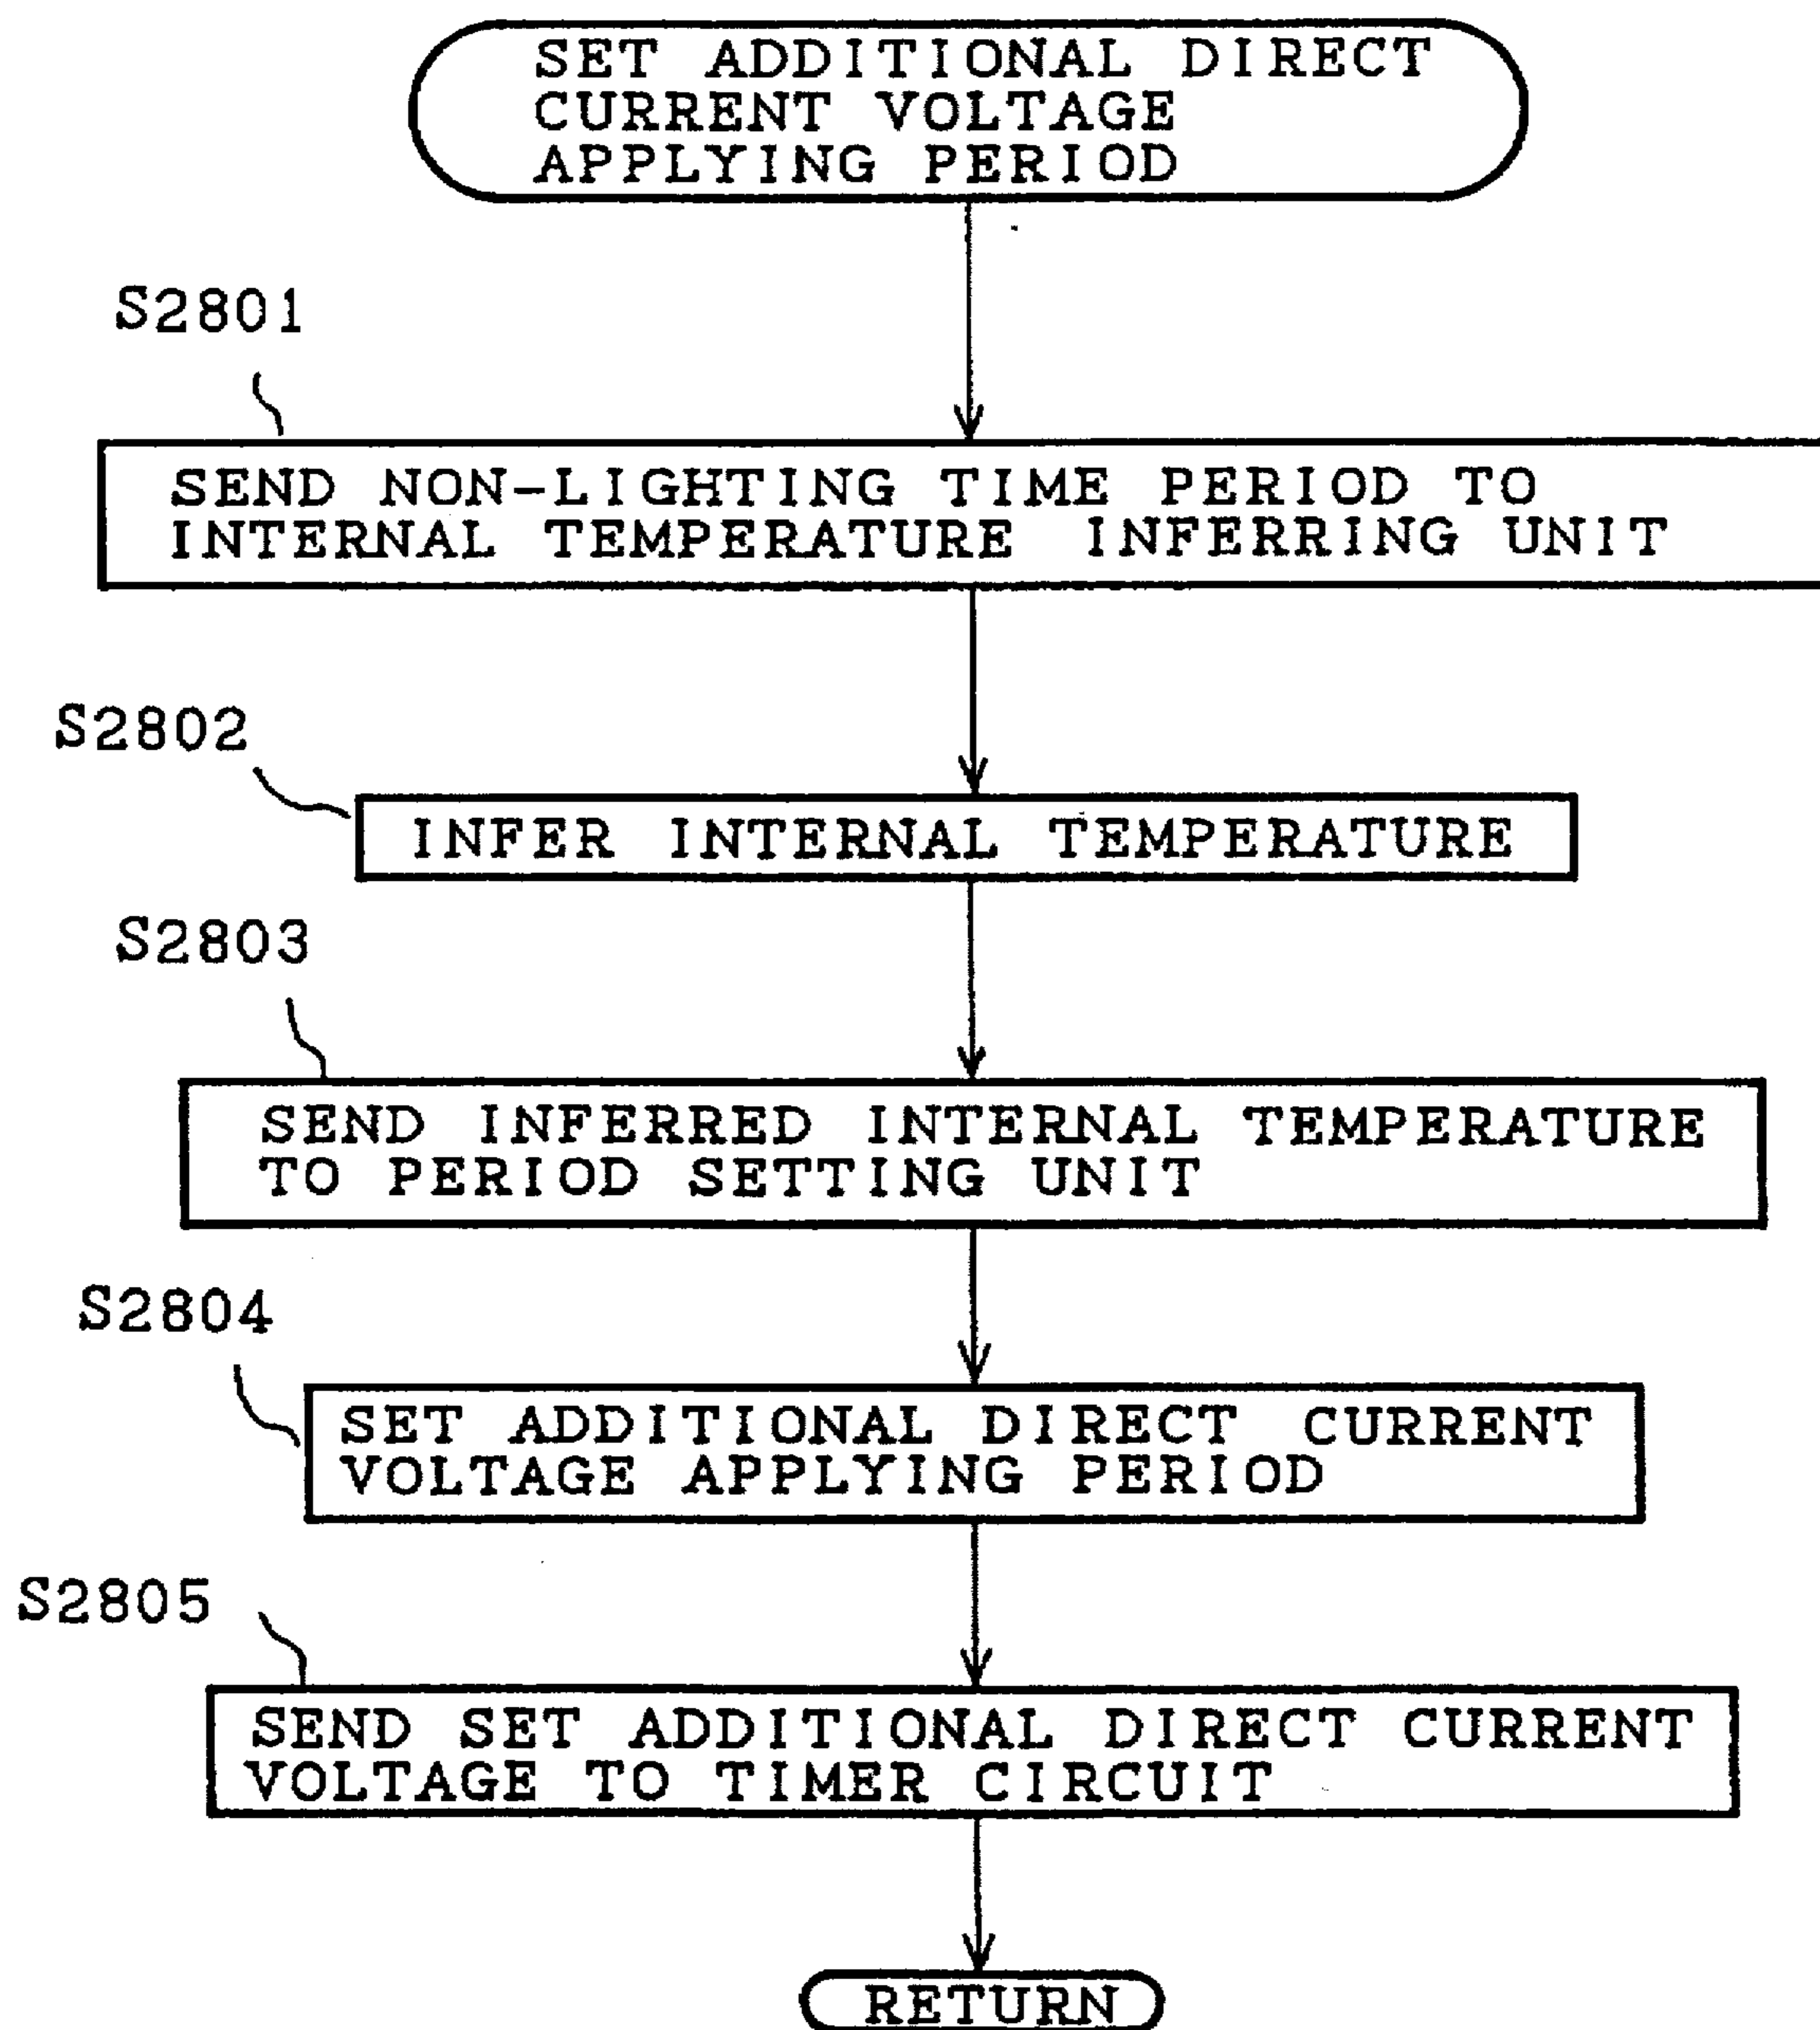 SET ADDITIONAL DIRECT
CURRENT VOLTAGE
APPLYING PERIOD
S2801
SEND NON-LIGHTING TIME PERIOD TO
INTERNAL TEMPERATURE INFERRING UNIT
S2802
INFER INTERNAL TEMPERATURE
S2803
SEND INFERRED INTERNAL TEMPERATURE
TO PERIOD SETTING UNIT
S2804
SET ADDITIONAL DIRECT CURRENT
VOLTAGE APPLYING PERIOD
S2805
SEND SET ADDITIONAL DIRECT CURRENT
VOLTAGE TO TIMER CIRCUIT
RETURN